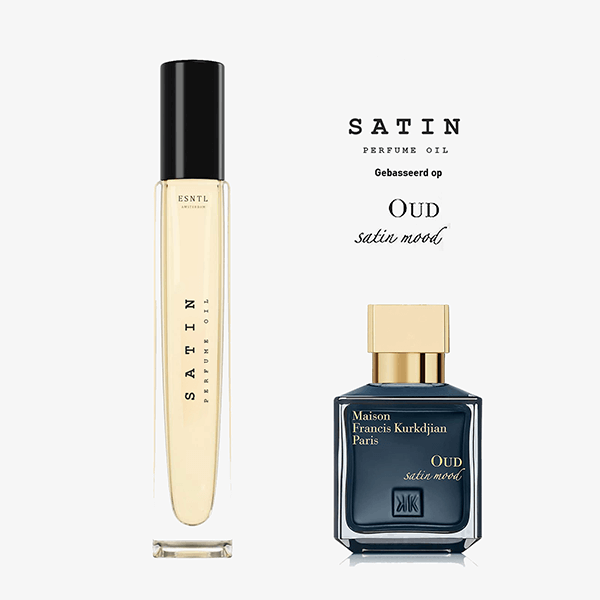 ESNTL
AMSTERDAM
SATIN
PERFUME OIL
SATIN
PERFUME OIL
Gebasseerd op
OUD
satin mood
Maison
Francis Kurkdjian
Paris
OUD
satin mood